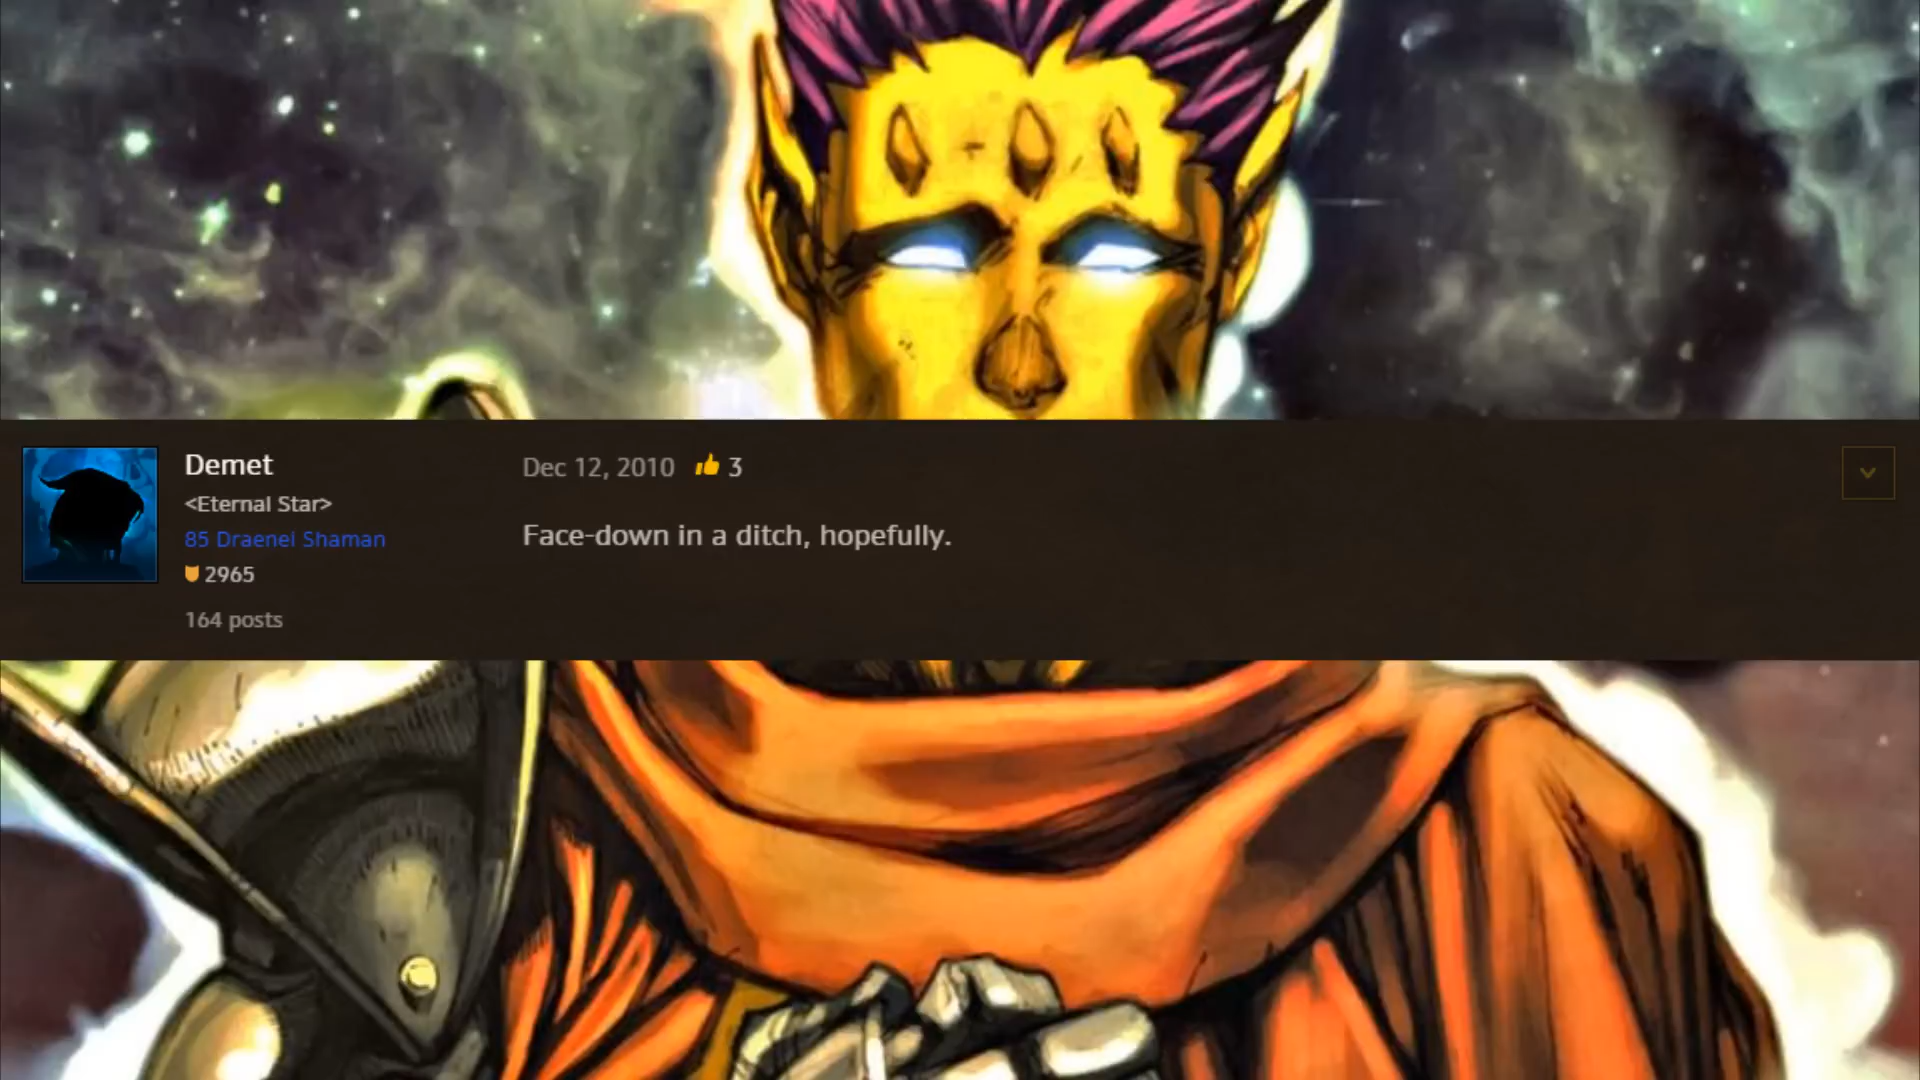 Demet
<Eternal Star>
85 Draenei Shaman
2965
164 posts
Dec 12, 2010 3
Face-down in a ditch, hopefully.